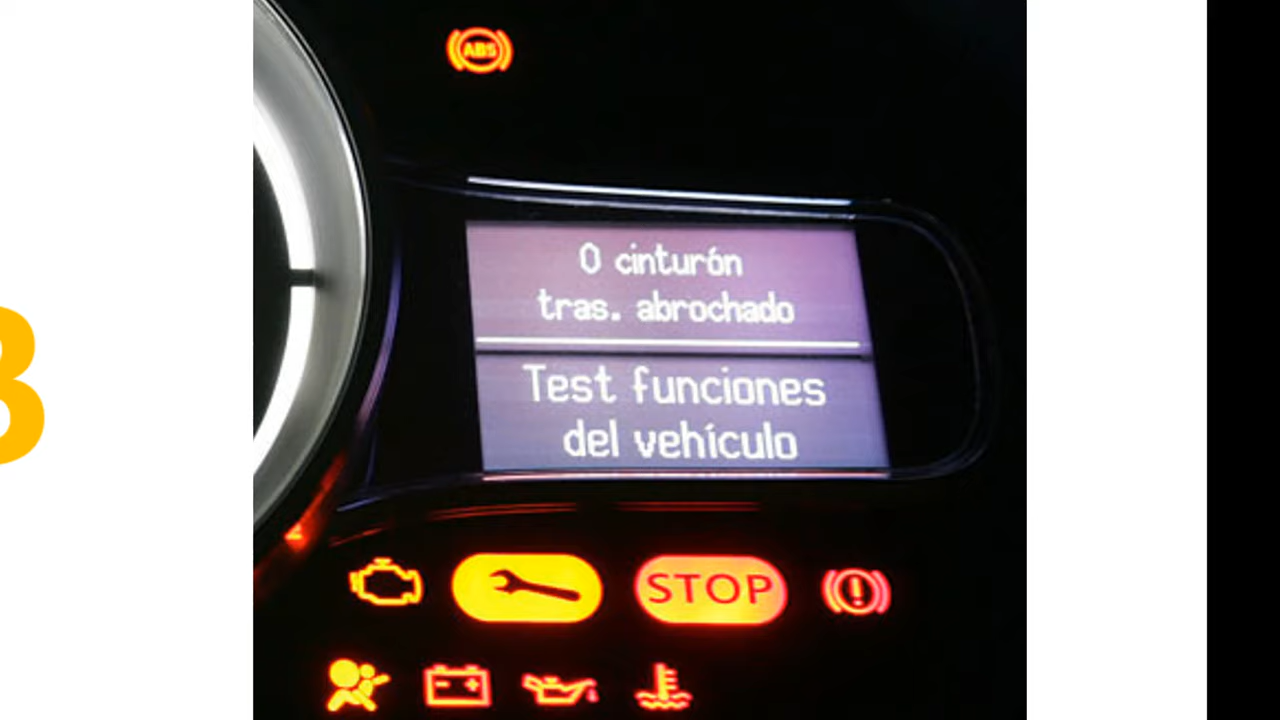 ABS
0 cinturón
tras. abrochado
Test funciones
del vehículo
STOP